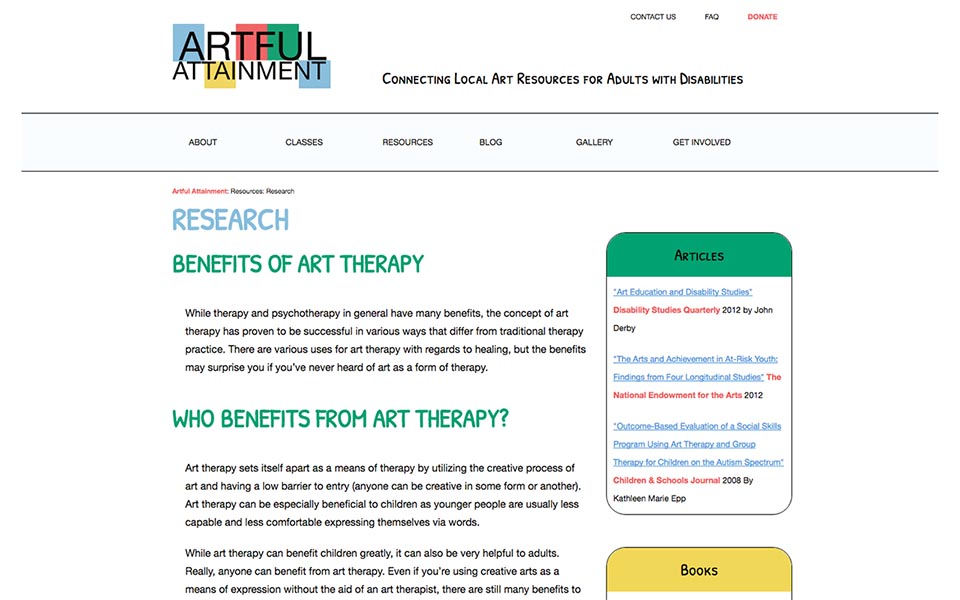 CONTACT US FAQ DONATE
ARTFUL
ATTAINMENT
Connecting Local Art Resources for Adults with Disabilities
ABOUT CLASSES RESOURCES BLOG GALLERY GET INVOLVED
Artful Attainment: Resources: Research
RESEARCH
BENEFITS OF ART THERAPY
While therapy and psychotherapy in general have many benefits, the concept of art
therapy has proven to be successful in various ways that differ from traditional therapy
practice. There are various uses for art therapy with regards to healing, but the benefits
may surprise you if you've never heard of art as a form of therapy.
WHO BENEFITS FROM ART THERAPY?
Art therapy sets itself apart as a means of therapy by utilizing the creative process of
art and having a low barrier to entry (anyone can be creative in some form or another).
Art therapy can be especially beneficial to children as younger people are usually less
capable and less comfortable expressing themselves via words.
While art therapy can benefit children greatly, it can also be very helpful to adults.
Really, anyone can benefit from art therapy. Even if you're using creative arts as a
means of expression without the aid of an art therapist, there are still many benefits to
Articles
"Art Education and Disability Studies"
Disability Studies Quarterly 2012 by John
Derby
"The Arts and Achievement in At-Risk Youth:
Findings from Four Longitudinal Studies" The
National Endowment for the Arts 2012
"Outcome-Based Evaluation of a Social Skills
Program Using Art Therapy and Group
Therapy for Children on the Autism Spectrum"
Children & Schools Journal 2008 By
Kathleen Marie Epp
Books